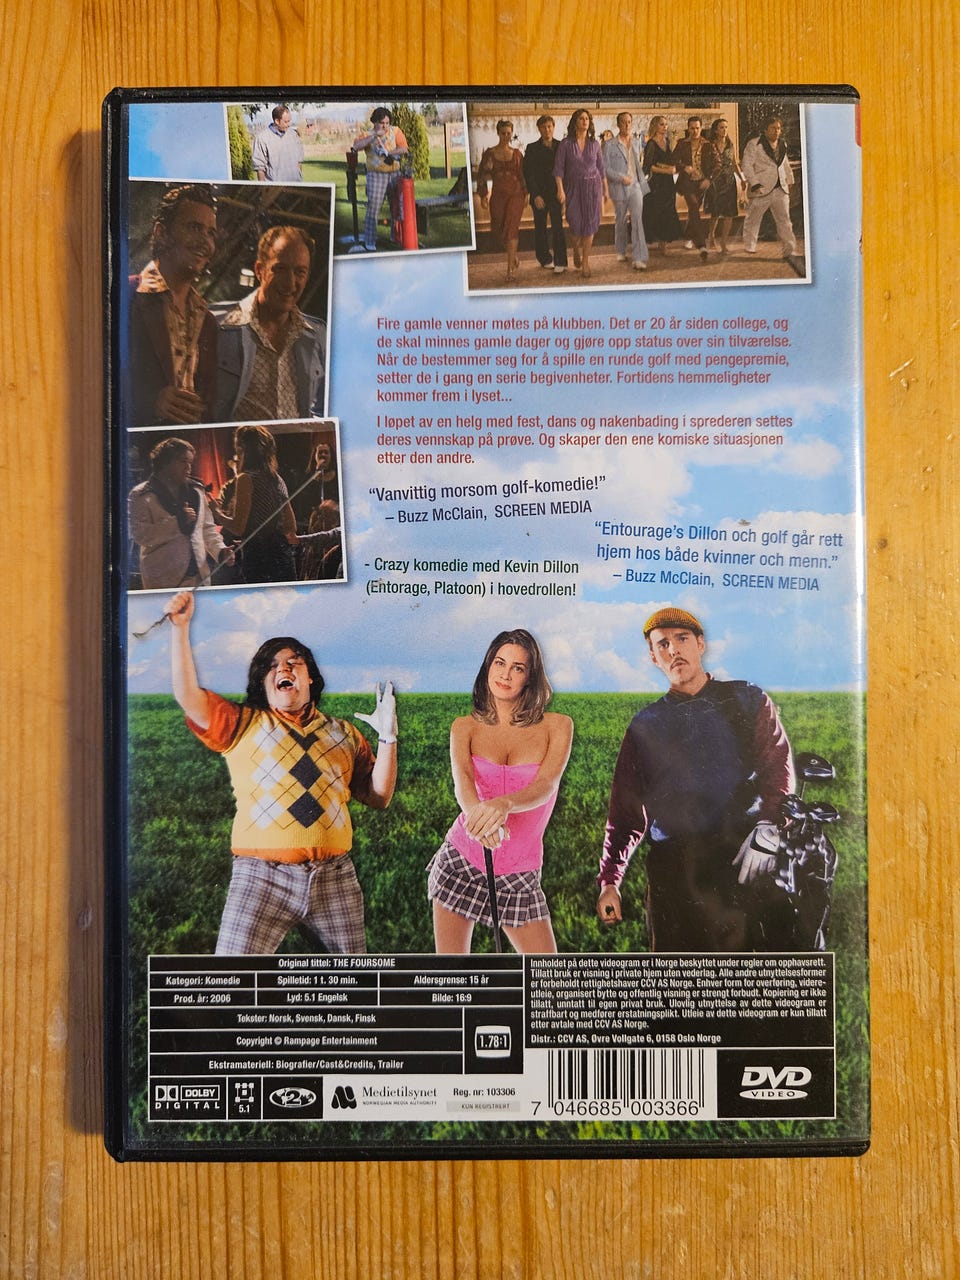 Fire gamle venner møtes på klubben. Det er 20 år siden college, og
de skal minnes gamle dager og gjøre opp status over sin tilværelse.
Når de bestemmer seg for å spille en runde golf med pengepremie,
setter de i gang en serie begivenheter. Fortidens hemmeligheter
kommer frem i lyset...
I løpet av en helg med fest, dans og nakenbading i sprederen settes
deres vennskap på prøve. Og skaper den ene komiske situasjonen
etter den andre.
“Vanvittig morsom golf-komedie!”
– Buzz McClain, SCREEN MEDIA
“Entourage's Dillon och golf går rett
hjem hos både kvinner och menn.”
– Buzz McClain, SCREEN MEDIA
- Crazy komedie med Kevin Dillon
(Entorage, Platoon) i hovedrollen!
Original tittel: THE FOURSOME
Kategori: Komedie
Spilletid: 1 t. 30 min.
Aldersgrense: 15 år
Prod. år: 2006
Lyd: 5.1 Engelsk
Bilde: 16:9
Tekster: Norsk, Svensk, Dansk, Finsk
Copyright © Rampage Entertainment
1.78:1
Ekstramateriell: Biografier/Cast&Credits, Trailer
Innholdet på dette videogram er i Norge beskyttet under regler om opphavsrett.
Tillatt bruk er visning i private hjem uten vederlag. Alle andre utnyttelsesformer
er forbeholdt rettighetshaver CCV AS Norge. Enhver form for overføring, videre-
utleie, organisert bytte og offentlig visning er strengt forbudt. Kopiering er ikke
tillatt, unntatt til egen privat bruk. Ulovlig utnyttelse av dette videogram er
straffbart og medfører erstatningsplikt. Utleie av dette videogram er kun tillatt
etter avtale med CCV AS Norge.
Distr.: CCV AS, Øvre Vollgate 6, 0158 Oslo Norge
DOLBY
DIGITAL
5.1
2
Medietilsynet
NORWEGIAN MEDIA AUTHORITY
Reg. nr: 103306
KUN REGISTRERT
7 046685 003366
DVD
VIDEO